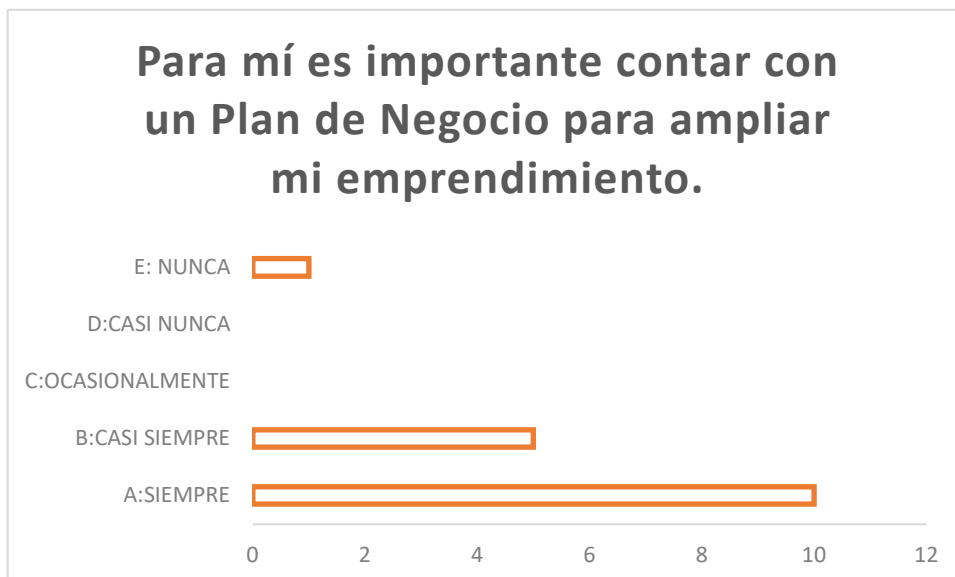 Para mí es importante contar con
un Plan de Negocio para ampliar
mi emprendimiento.
E: NUNCA
D:CASI NUNCA
C:OCASIONALMENTE
B:CASI SIEMPRE
A:SIEMPRE
0 2 4 6 8 10 12